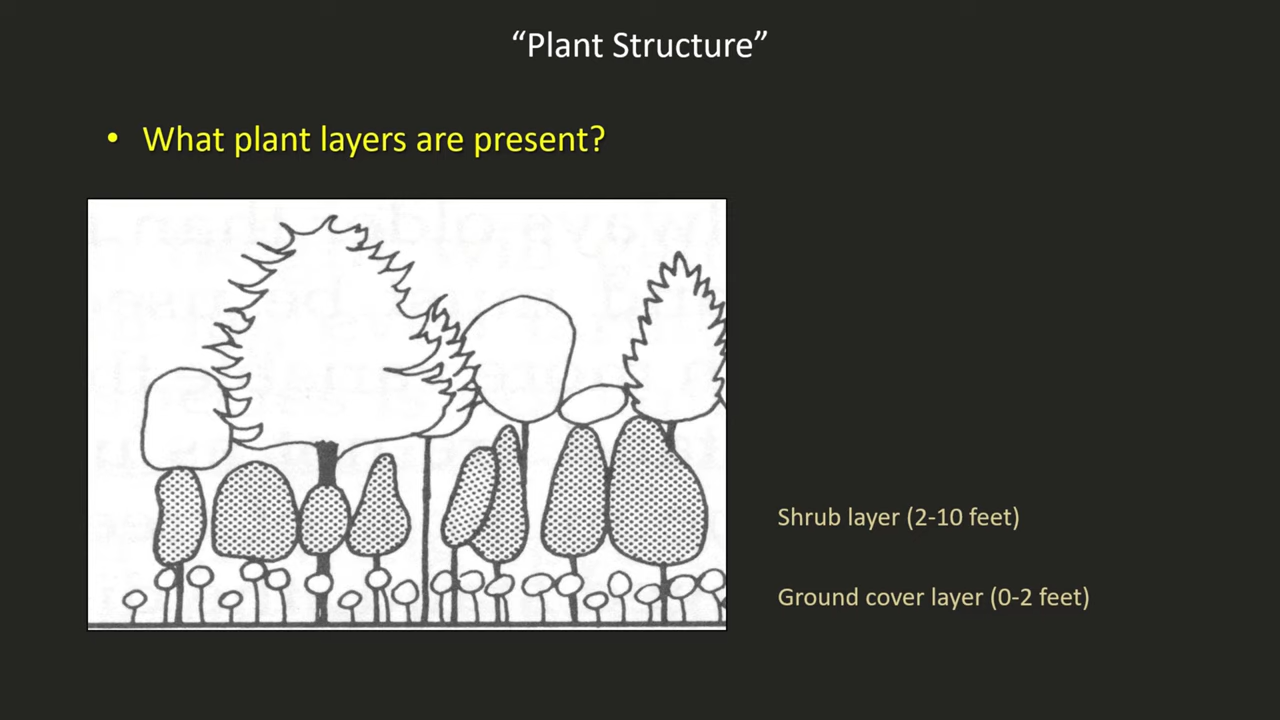 “Plant Structure”
• What plant layers are present?
Shrub layer (2-10 feet)
Ground cover layer (0-2 feet)